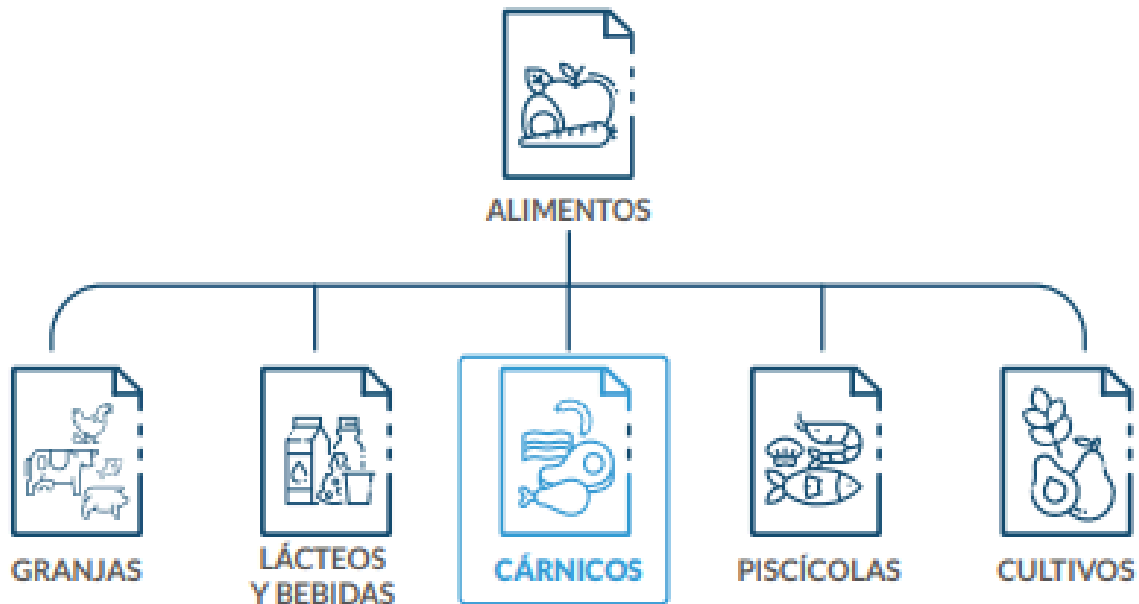 ALIMENTOS
GRANJAS
LÁCTEOS
Y BEBIDAS
CÁRNICOS
PISCÍCOLAS
CULTIVOS